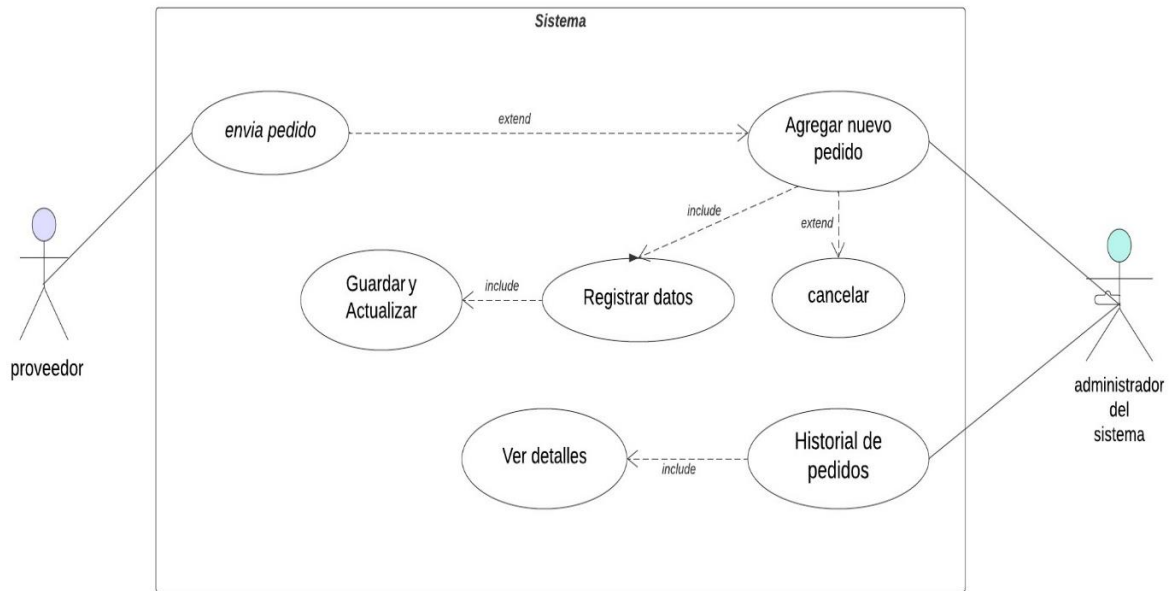 Sistema
envia pedido
extend
Agregar nuevo
pedido
include
extend
Guardar y
Actualizar
include
Registrar datos
cancelar
proveedor
administrador
del
sistema
Ver detalles
include
Historial de
pedidos